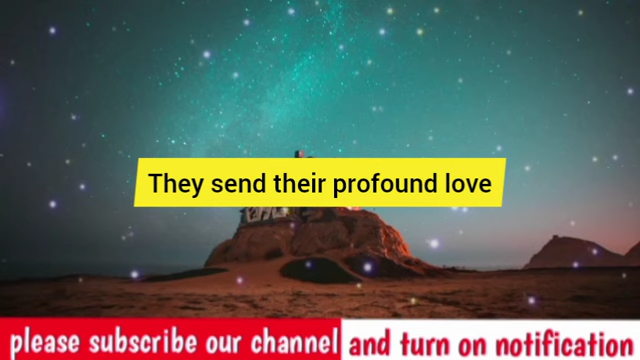 They send their profound love
please subscribe our channel and turn on notification